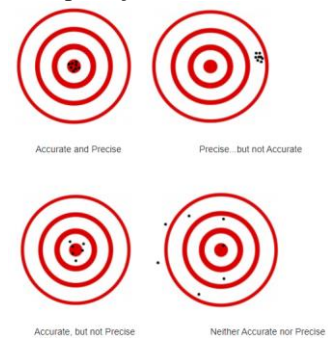 Accurate and Precise
Precise...but not Accurate
Accurate, but not Precise
Neither Accurate nor Precise